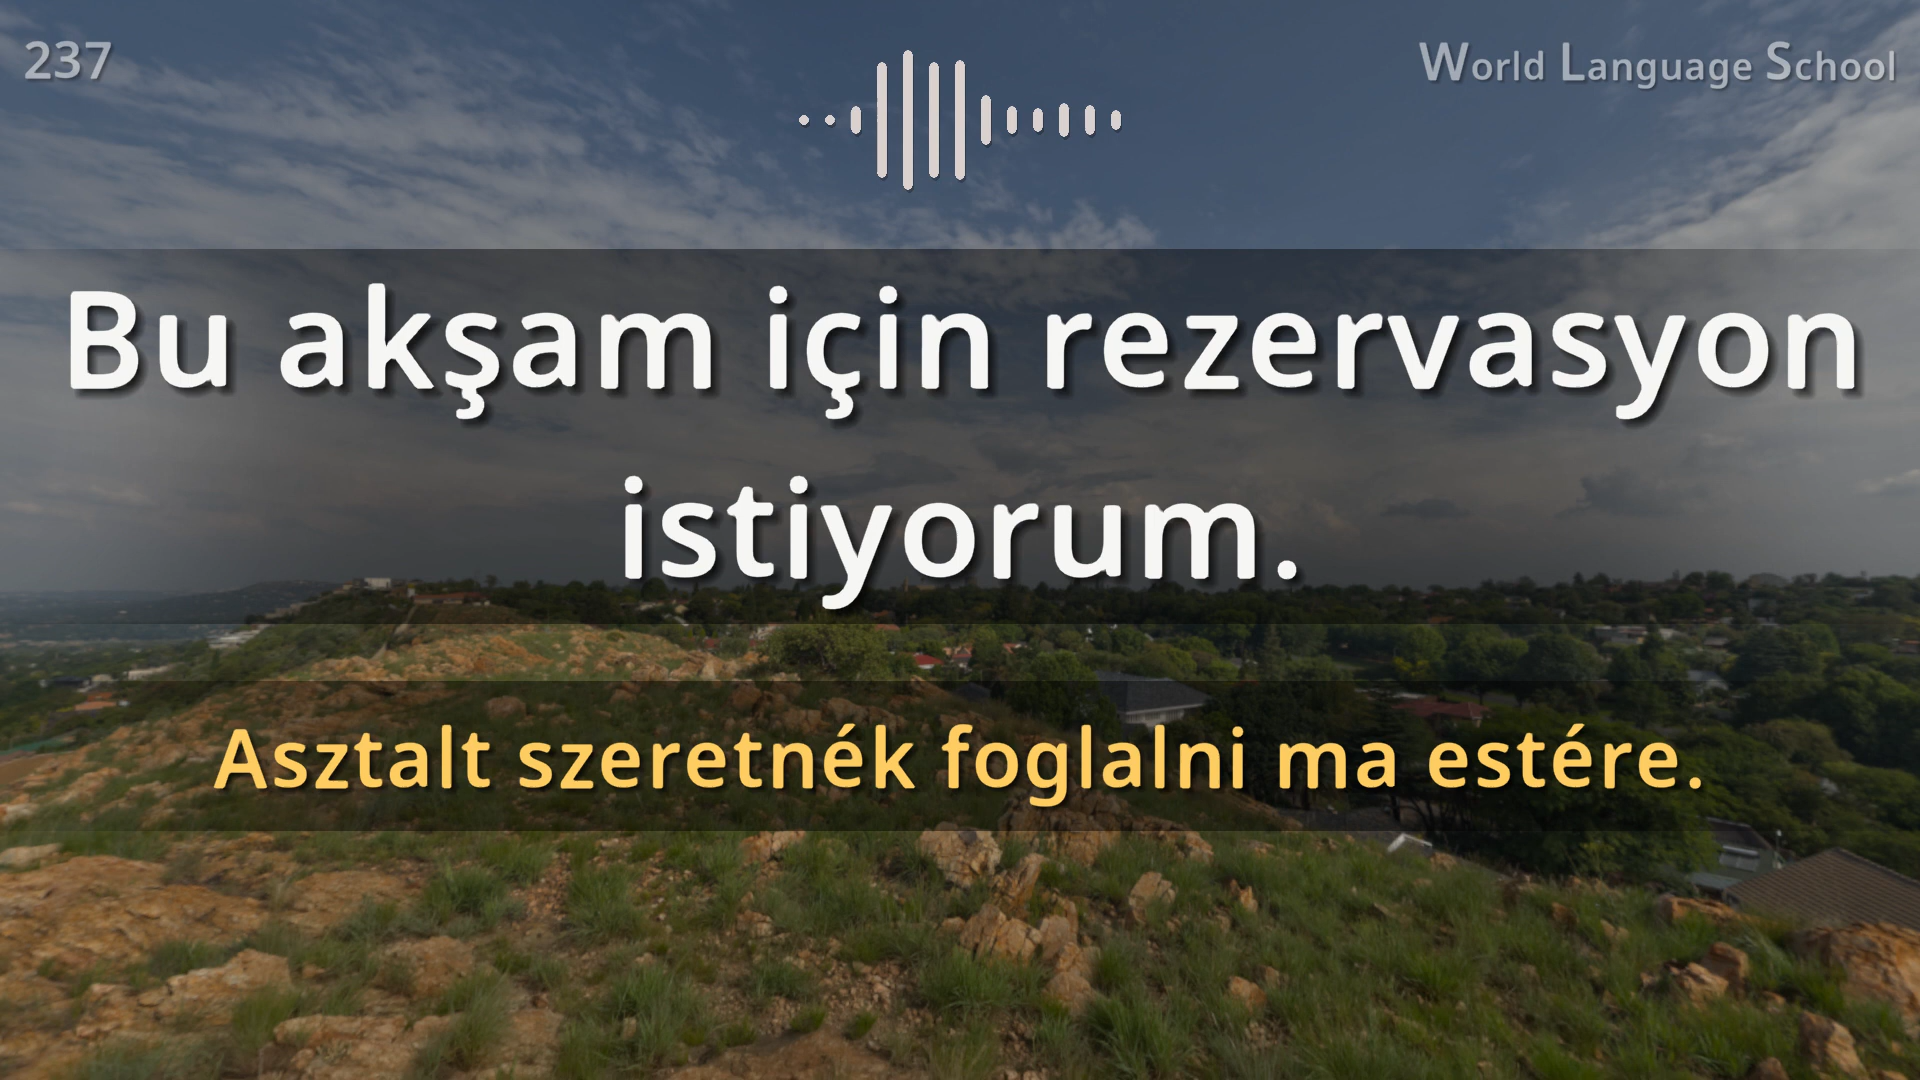 237
World Language School
Bu akşam için rezervasyon
istiyorum.
Asztalt szeretnék foglalni ma estére.